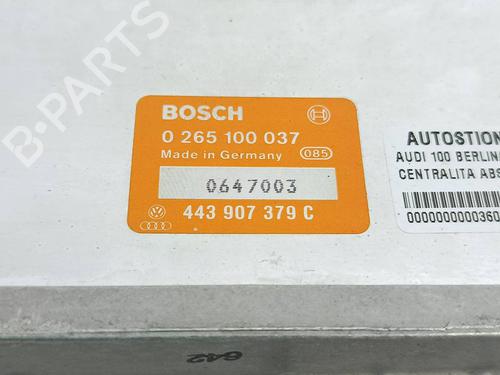 B-PARTS
BOSCH
0 265 100 037
Made in Germany 085
0647003
443 907 379 C
AUTOSTION
AUDI 100 BERLIN
CENTRALITA ABS
00000000000360
642